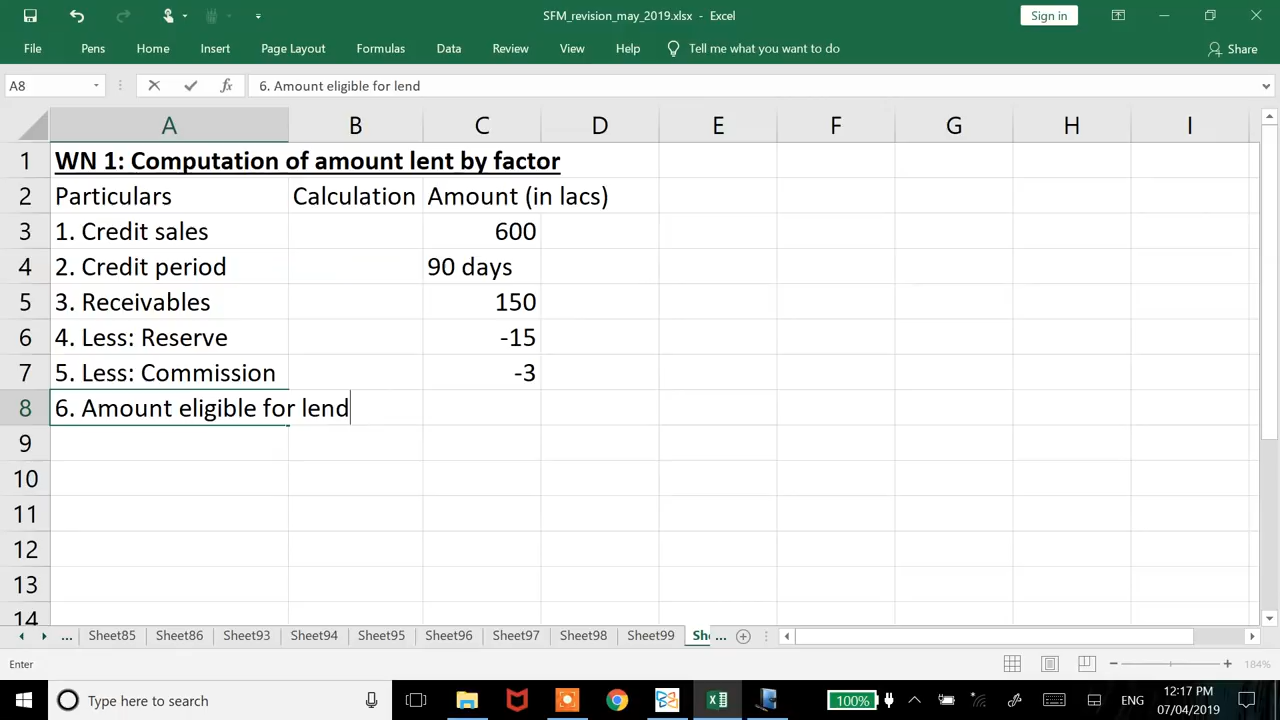 SFM_revision_may_2019.xlsx - Excel
Sign in
File Pens Home Insert Page Layout Formulas Data Review View Help Tell me what you want to do Share
A8 fx 6. Amount eligible for lend
A B C D E F G H I
1 WN 1: Computation of amount lent by factor
2 Particulars Calculation Amount (in lacs)
3 1. Credit sales 600
4 2. Credit period 90 days
5 3. Receivables 150
6 4. Less: Reserve -15
7 5. Less: Commission -3
8 6. Amount eligible for lend
9
10
11
12
13
14
... Sheet85 Sheet86 Sheet93 Sheet94 Sheet95 Sheet96 Sheet97 Sheet98 Sheet99 She ...
Enter 184%
Type here to search 100% ENG 12:17 PM
07/04/2019